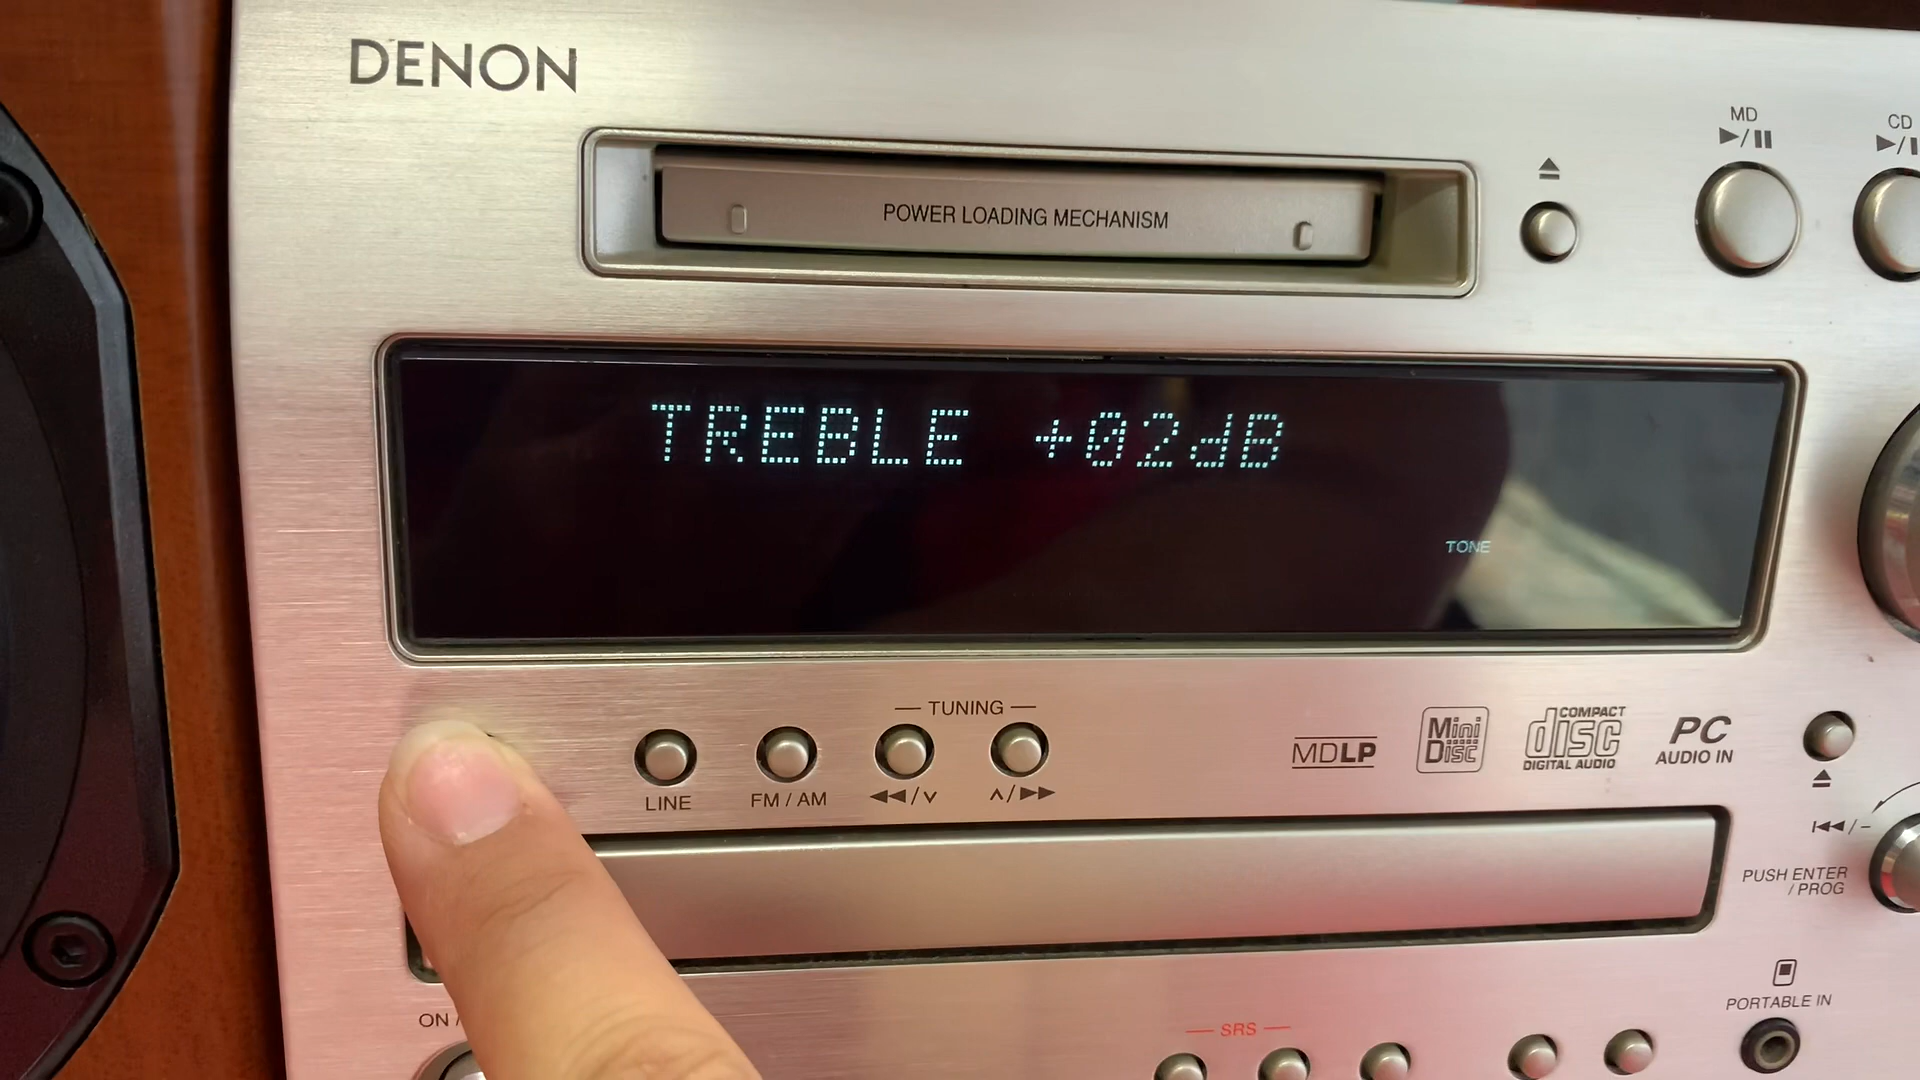 DENON
MD
CD
POWER LOADING MECHANISM
TREBLE +02dB
TONE
TUNING
LINE
FM / AM
MDLP
Mini Disc
COMPACT disc DIGITAL AUDIO
PC AUDIO IN
PUSH ENTER
/ PROG
PORTABLE IN
ON /
SRS